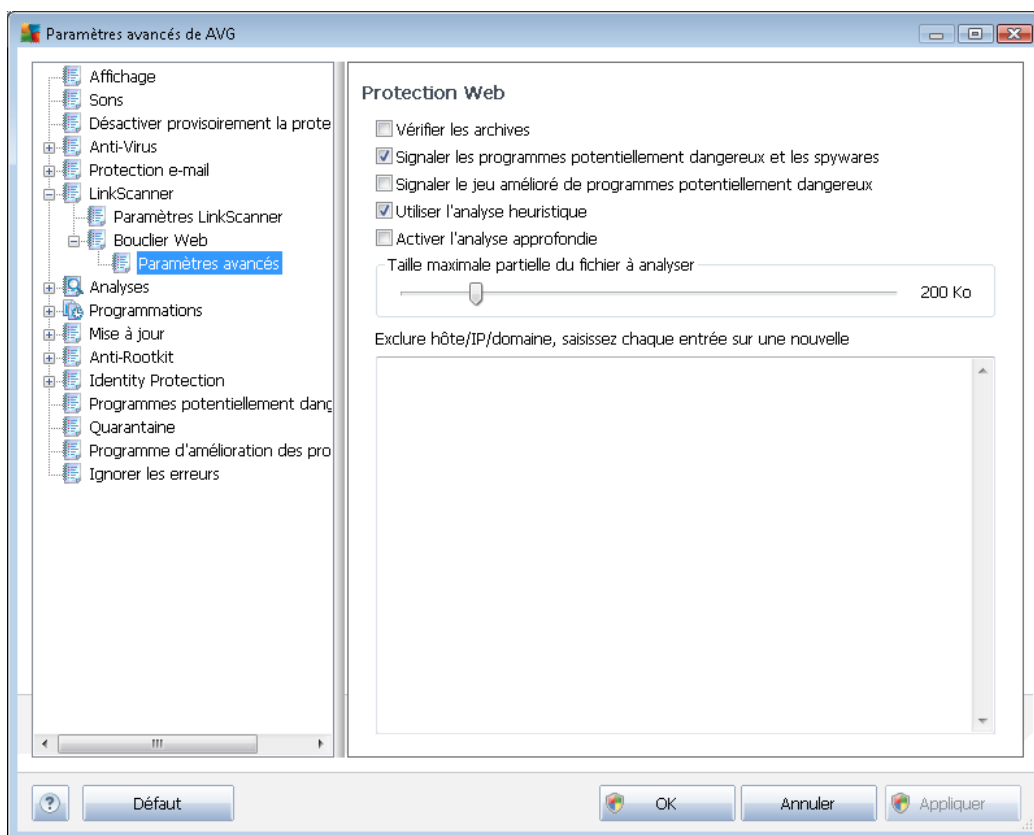 Paramètres avancés de AVG
Affichage
Sons
Désactiver provisoirement la prote
Anti-Virus
Protection e-mail
LinkScanner
Paramètres LinkScanner
Bouclier Web
Paramètres avancés
Analyses
Programmations
Mise à jour
Anti-Rootkit
Identity Protection
Programmes potentiellement dang
Quarantaine
Programme d'amélioration des pro
Ignorer les erreurs
Protection Web
Vérifier les archives
Signaler les programmes potentiellement dangereux et les spywares
Signaler le jeu amélioré de programmes potentiellement dangereux
Utiliser l'analyse heuristique
Activer l'analyse approfondie
Taille maximale partielle du fichier à analyser
200 Ko
Exclure hôte/IP/domaine, saisissez chaque entrée sur une nouvelle
? Défaut OK Annuler Appliquer